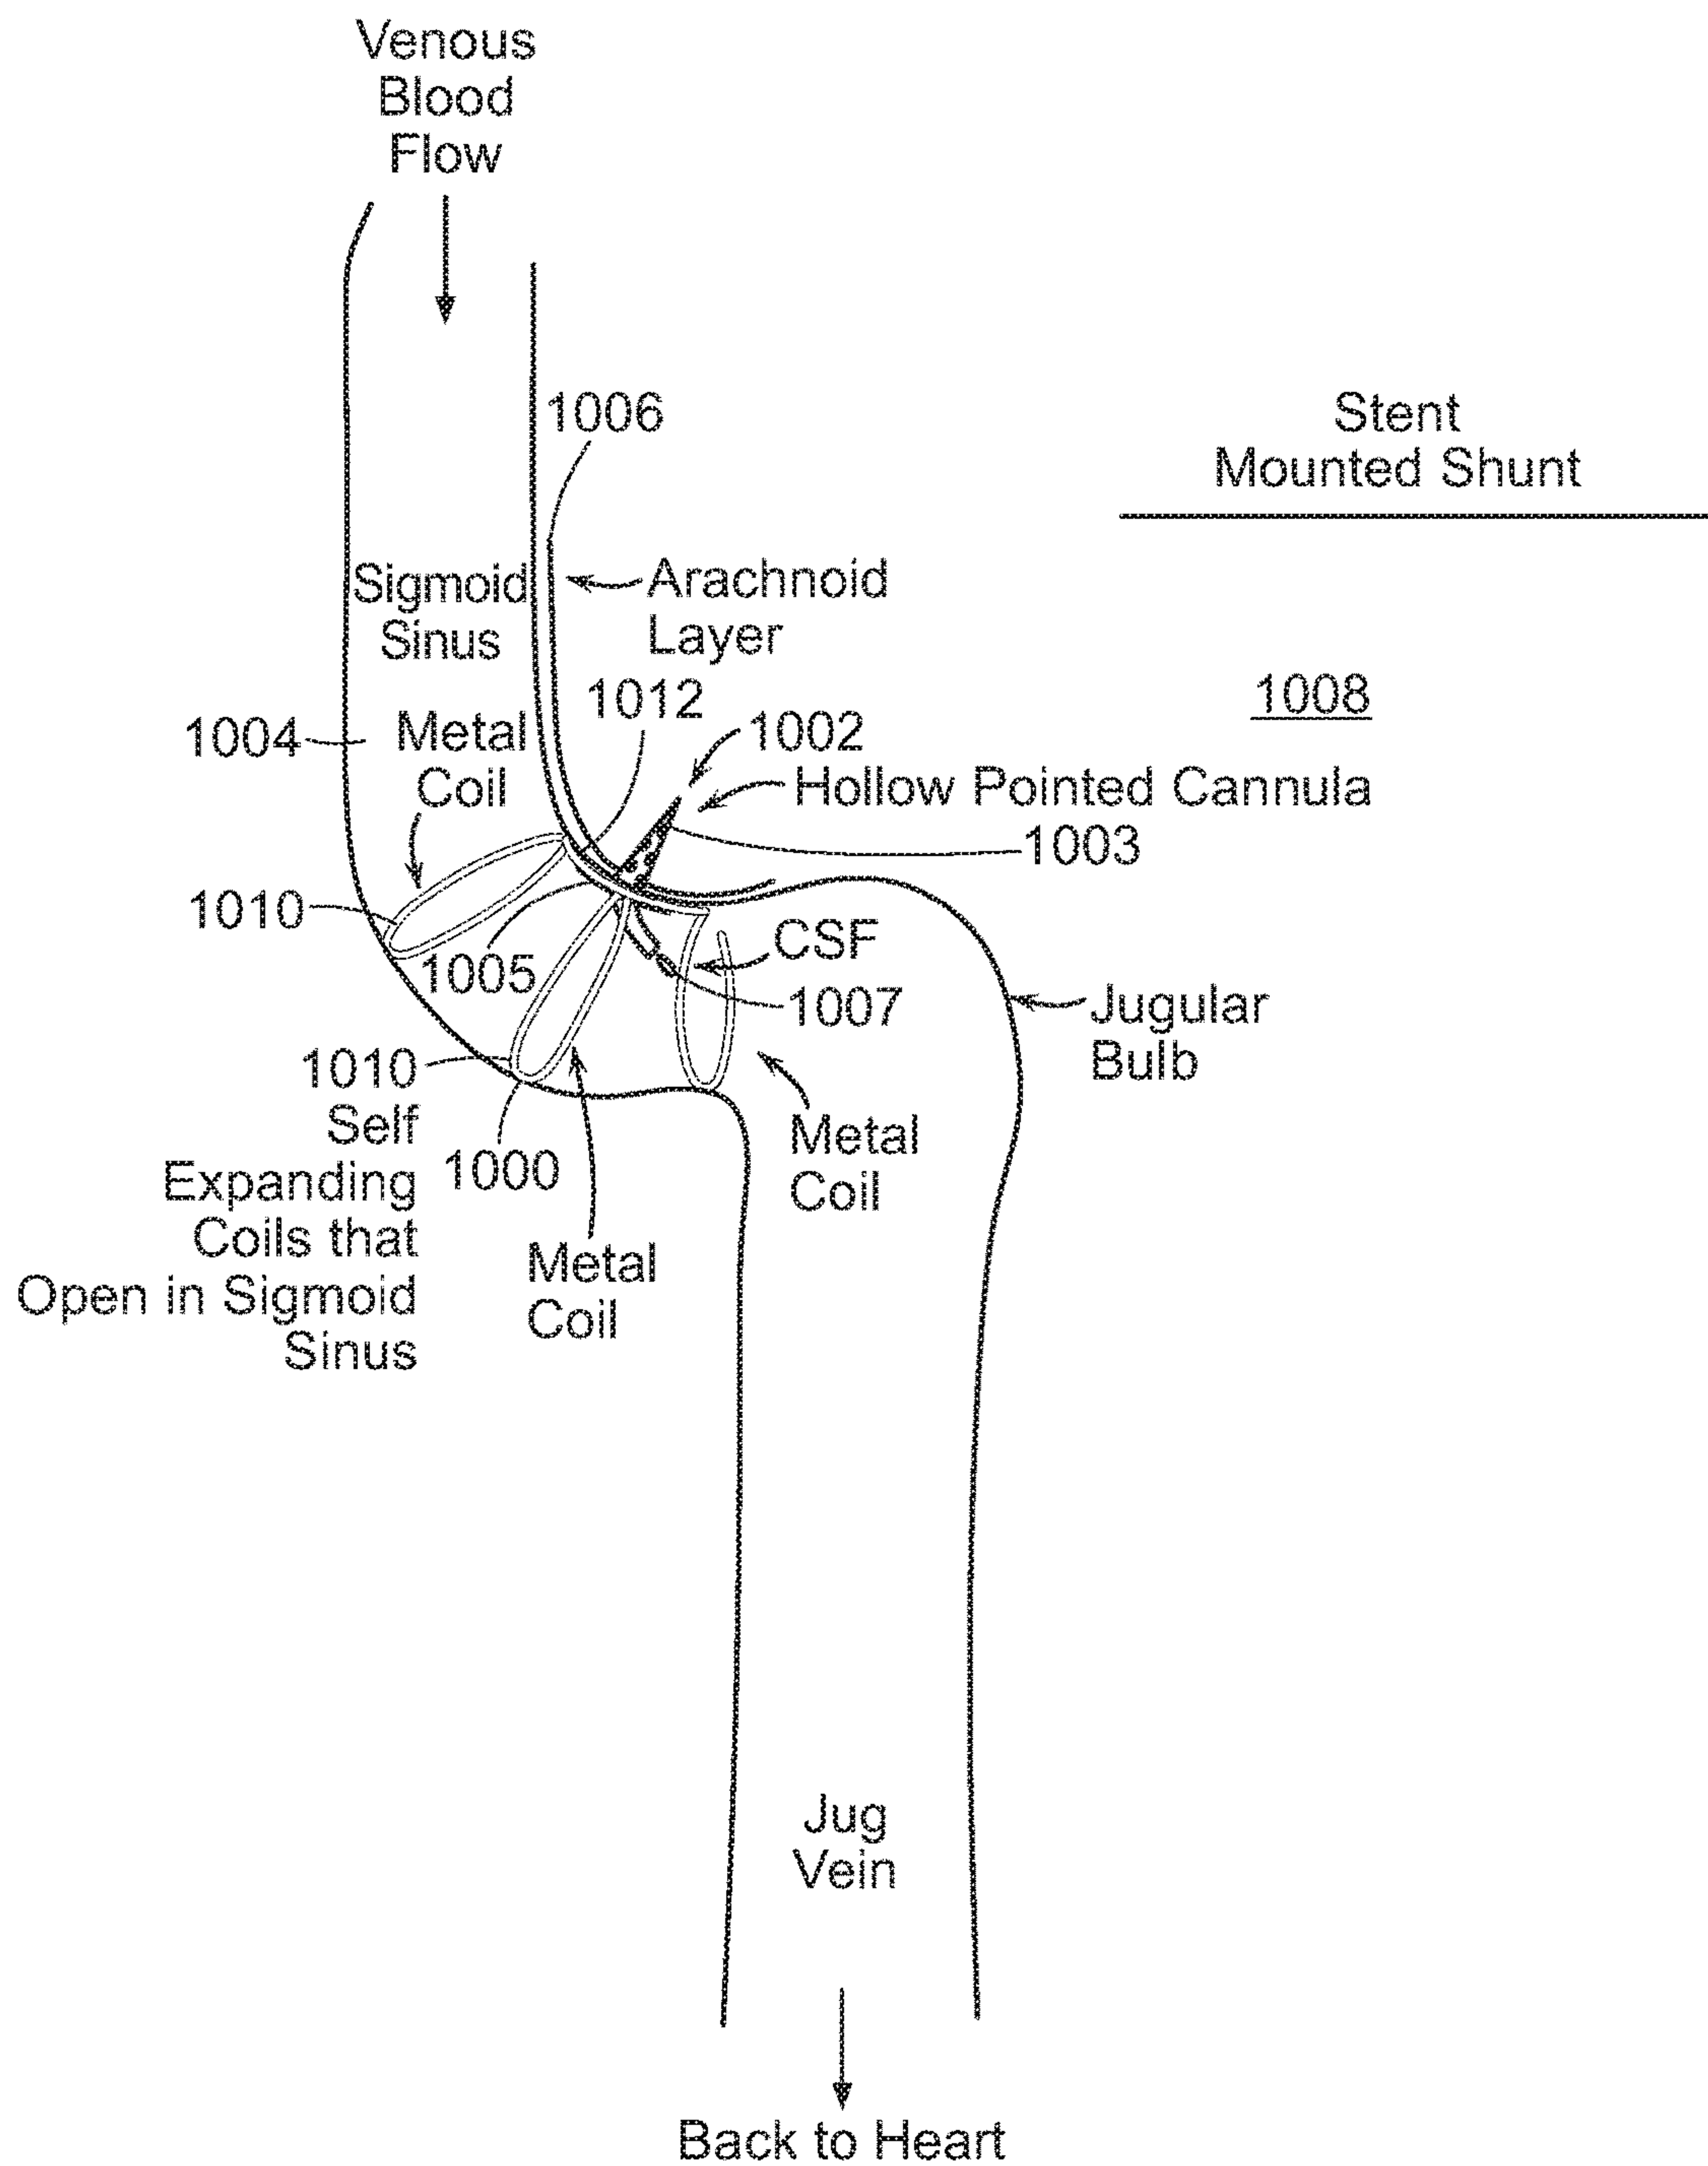 Venous
Blood
Flow
1006
Stent
Mounted Shunt
Sigmoid
Sinus
Arachnoid
Layer
1012
1008
1004
Metal
Coil
1002
Hollow Pointed Cannula
1003
1010
1005
CSF
1007
Jugular
Bulb
1010
Self
Expanding
Coils that
Open in Sigmoid
Sinus
1000
Metal
Coil
Metal
Coil
Jug
Vein
Back to Heart